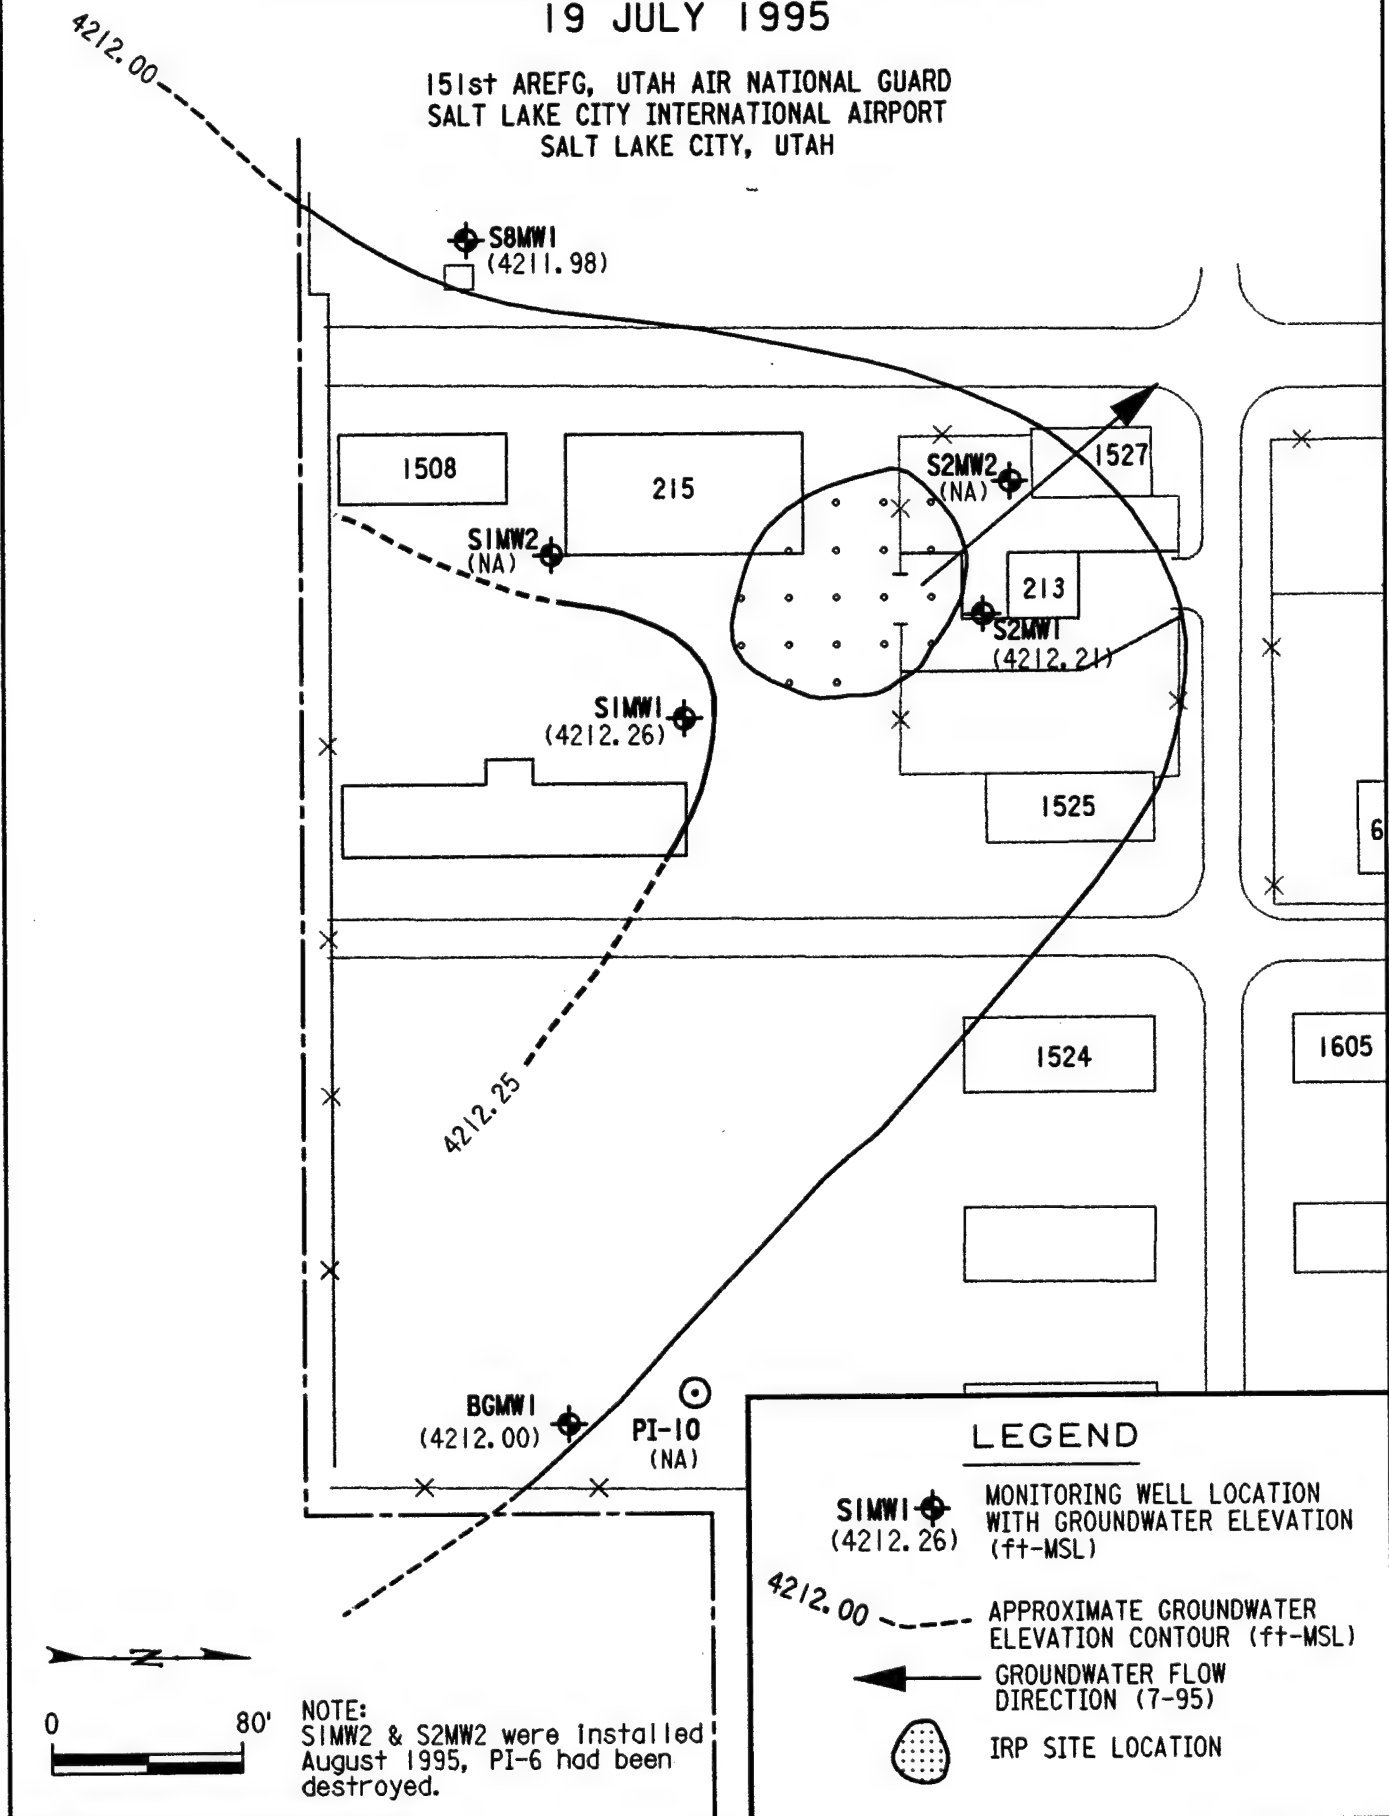 19 JULY 1995
151st AREFG, UTAH AIR NATIONAL GUARD
SALT LAKE CITY INTERNATIONAL AIRPORT
SALT LAKE CITY, UTAH
4212.00
S8MW1
(4211.98)
1508
215
S2MW2
(NA)
1527
S1MW2
(NA)
213
S2MW1
(4212.21)
S1MW1
(4212.26)
1525
6
4212.25
1524
1605
BGMW1
(4212.00)
PI-10
(NA)
LEGEND
S1MW1
(4212.26)
MONITORING WELL LOCATION
WITH GROUNDWATER ELEVATION
(ft-MSL)
4212.00
APPROXIMATE GROUNDWATER
ELEVATION CONTOUR (ft-MSL)
GROUNDWATER FLOW
DIRECTION (7-95)
IRP SITE LOCATION
N
0 80'
NOTE:
S1MW2 & S2MW2 were installed
August 1995, PI-6 had been
destroyed.